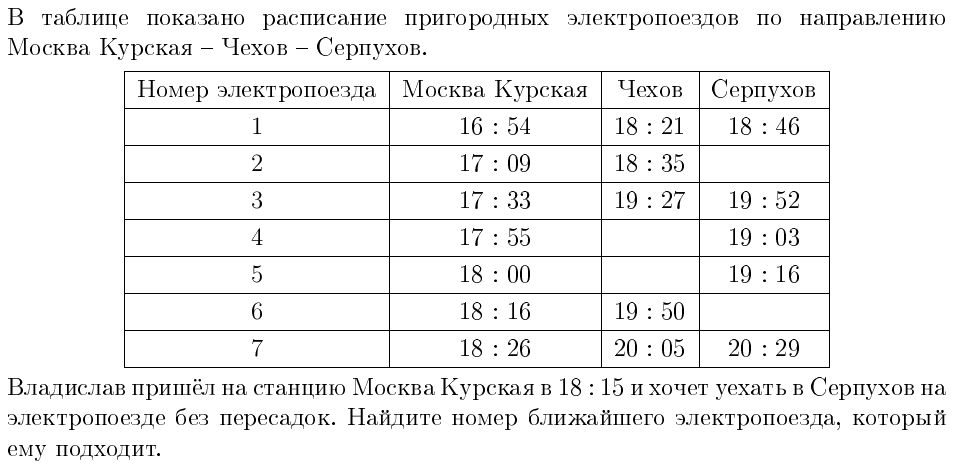 В таблице показано расписание пригородных электропоездов по направлению
Москва Курская – Чехов – Серпухов.
Номер электропоезда Москва Курская Чехов Серпухов
1 16 : 54 18 : 21 18 : 46
2 17 : 09 18 : 35
3 17 : 33 19 : 27 19 : 52
4 17 : 55 19 : 03
5 18 : 00 19 : 16
6 18 : 16 19 : 50
7 18 : 26 20 : 05 20 : 29
Владислав пришёл на станцию Москва Курская в 18 : 15 и хочет уехать в Серпухов на
электропоезде без пересадок. Найдите номер ближайшего электропоезда, который
ему подходит.